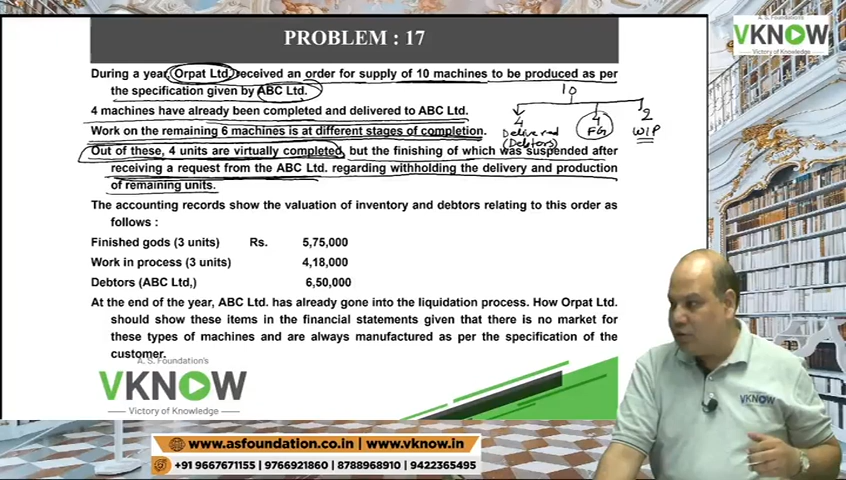 PROBLEM : 17
A. S. Foundation's
VKNOW
Victory of Knowledge
During a year, Orpat Ltd. received an order for supply of 10 machines to be produced as per
the specification given by ABC Ltd.
4 machines have already been completed and delivered to ABC Ltd.
Work on the remaining 6 machines is at different stages of completion.
Out of these, 4 units are virtually completed, but the finishing of which was suspended after
receiving a request from the ABC Ltd. regarding withholding the delivery and production
of remaining units.
10
4 4 2
Delivered FG WIP
(Debtors)
The accounting records show the valuation of inventory and debtors relating to this order as
follows :
Finished gods (3 units) Rs. 5,75,000
Work in process (3 units) 4,18,000
Debtors (ABC Ltd,) 6,50,000
At the end of the year, ABC Ltd. has already gone into the liquidation process. How Orpat Ltd.
should show these items in the financial statements given that there is no market for
these types of machines and are always manufactured as per the specification of the
customer.
A. S. Foundation's
VKNOW
Victory of Knowledge
VKNOW
www.asfoundation.co.in | www.vknow.in
+91 9667671155 | 9766921860 | 8788968910 | 9422365495